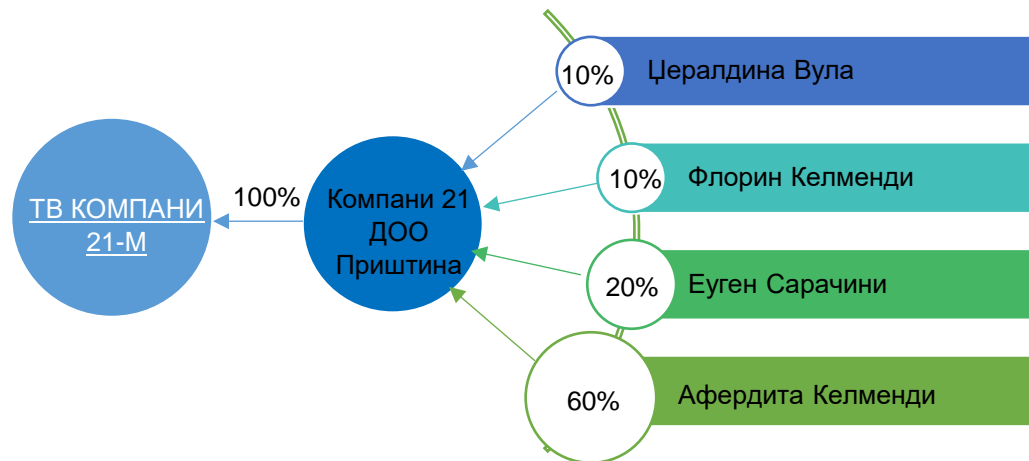 10%
Џералдина Вула
10%
Флорин Келменди
ТВ КОМПАНИ
21-М
100%
Компани 21
ДОО
Приштина
20%
Еуген Сарачини
60%
Афердита Келменди